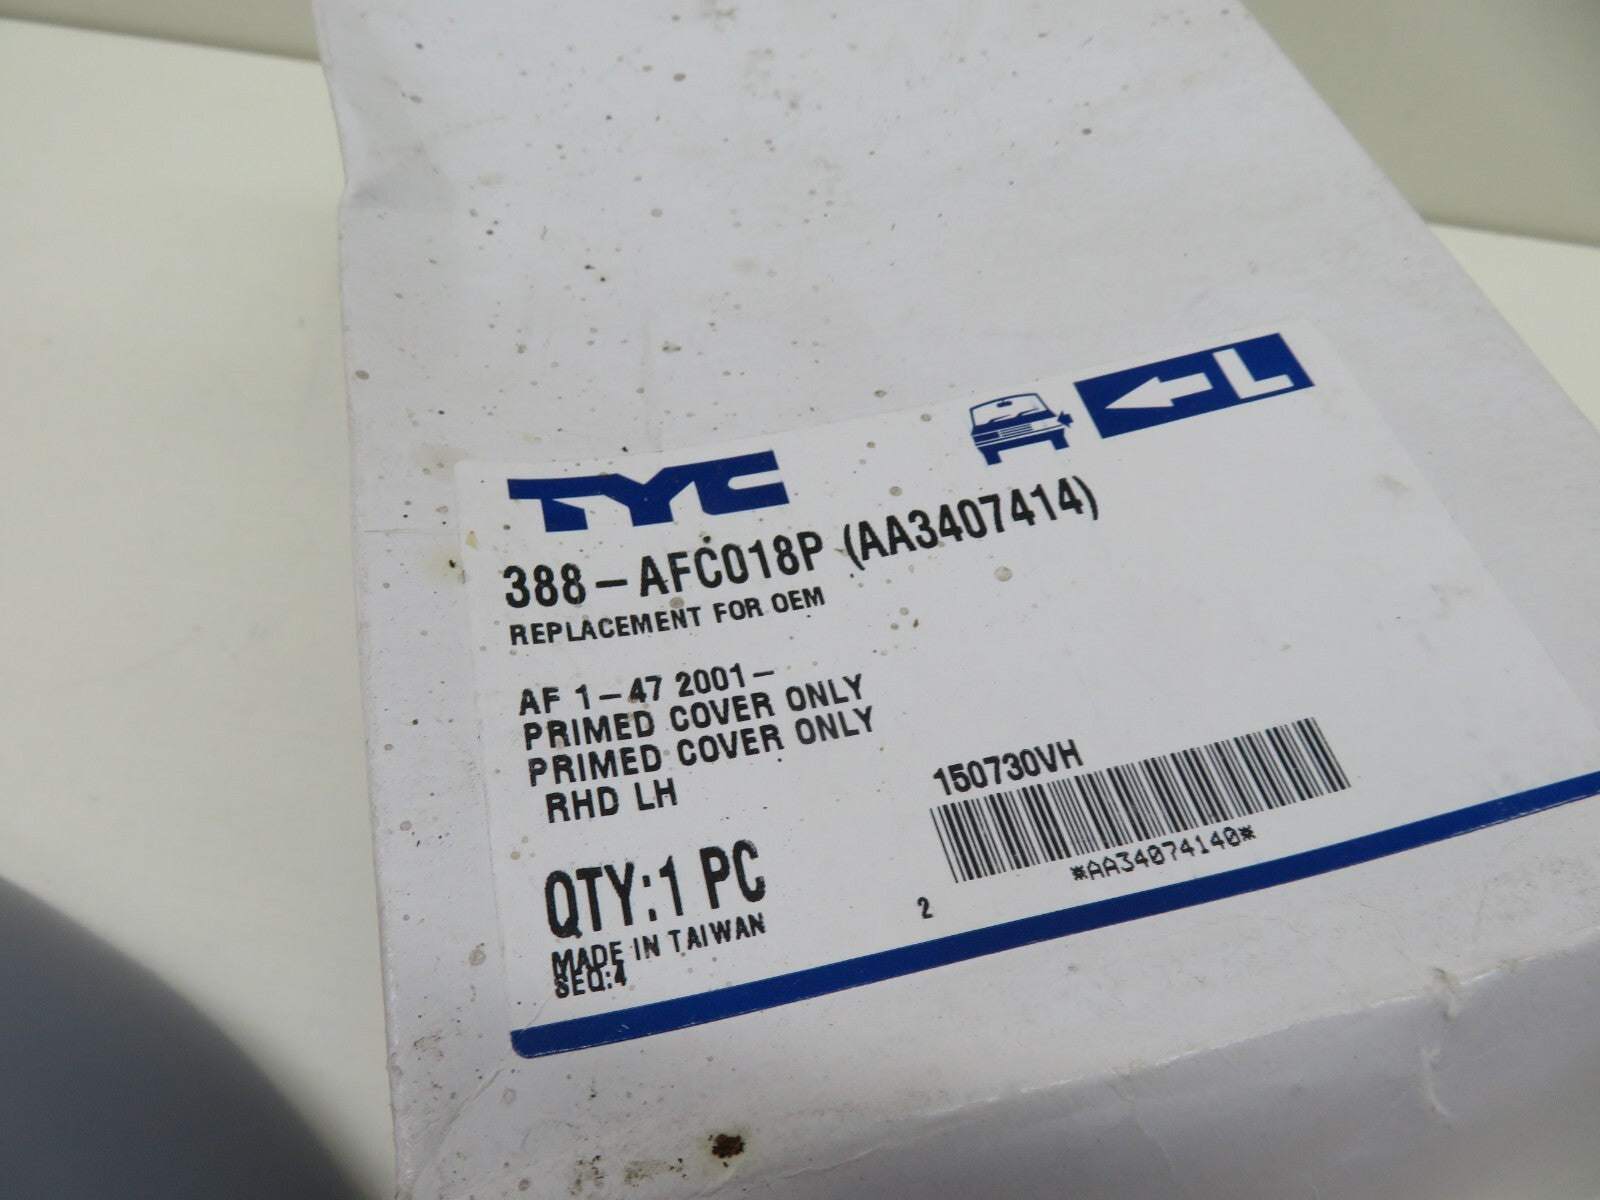 L
TYC
388-AFC018P (AA3407414)
REPLACEMENT FOR OEM
AF 1-47 2001-
PRIMED COVER ONLY
PRIMED COVER ONLY
RHD LH
150730VH
*AA34074140*
QTY:1 PC
2
MADE IN TAIWAN
SEQ:4